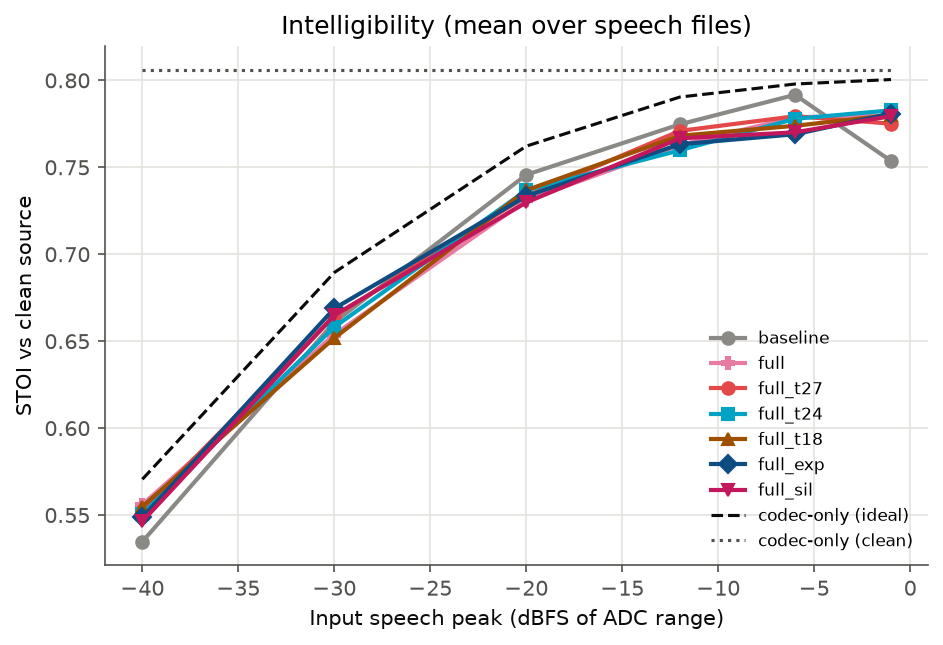 Intelligibility (mean over speech files)
STOI vs clean source
0.80
0.75
0.70
0.65
0.60
0.55
baseline
full
full_t27
full_t24
full_t18
full_exp
full_sil
codec-only (ideal)
codec-only (clean)
−40 −35 −30 −25 −20 −15 −10 −5 0
Input speech peak (dBFS of ADC range)